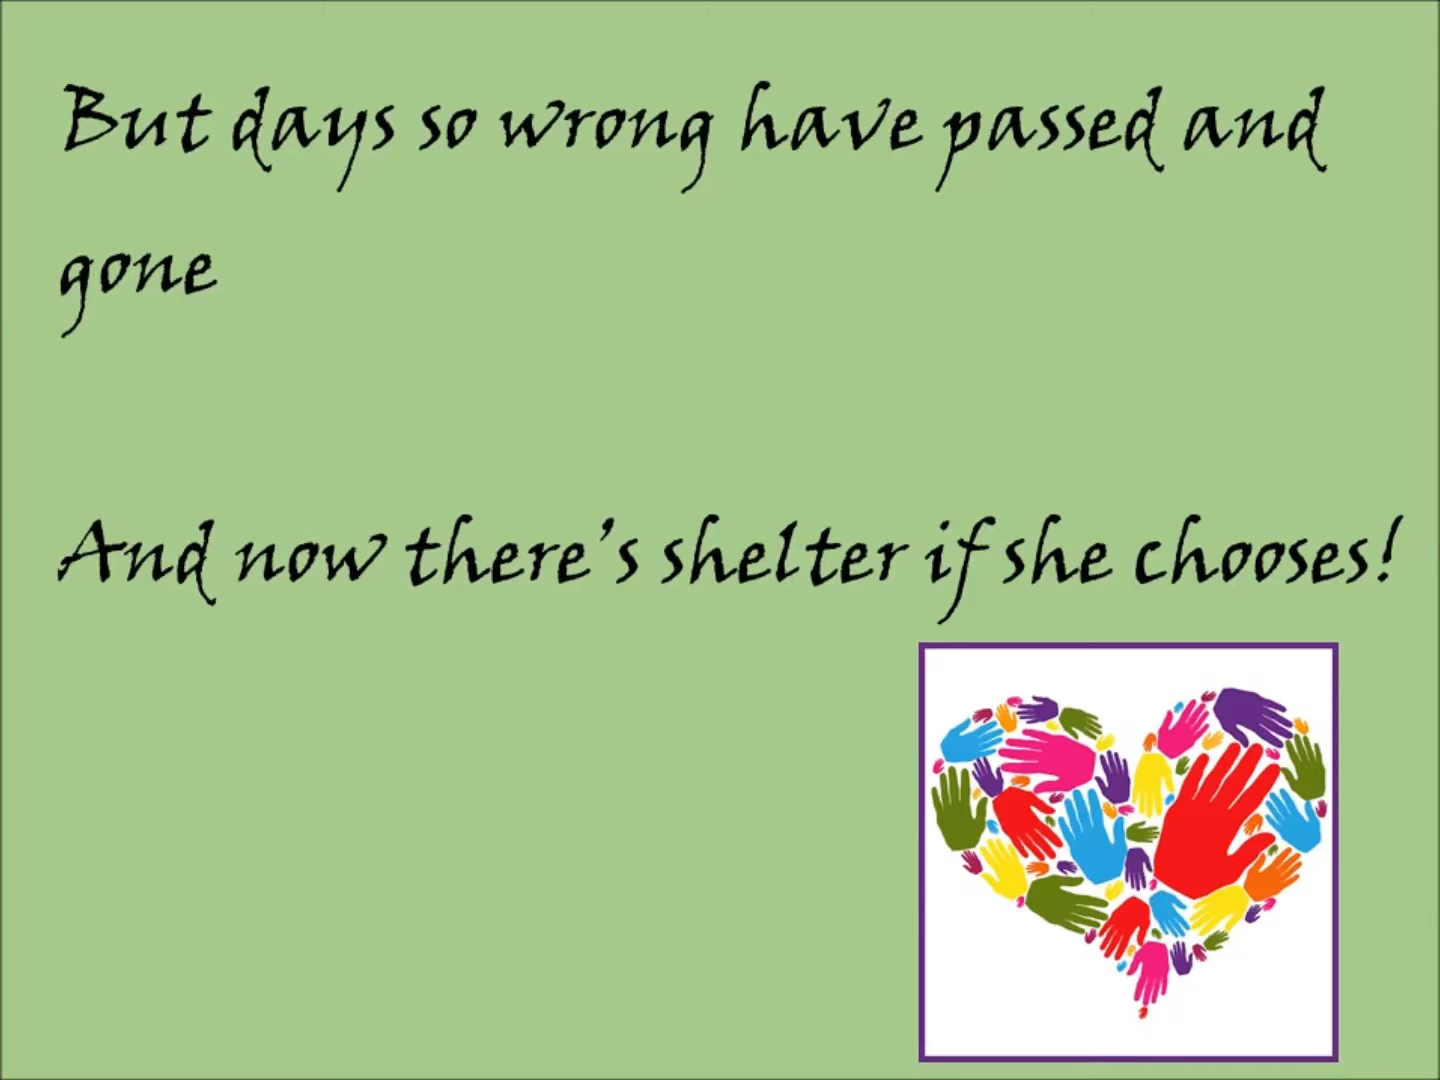 But days so wrong have passed and
gone
And now there's shelter if she chooses!